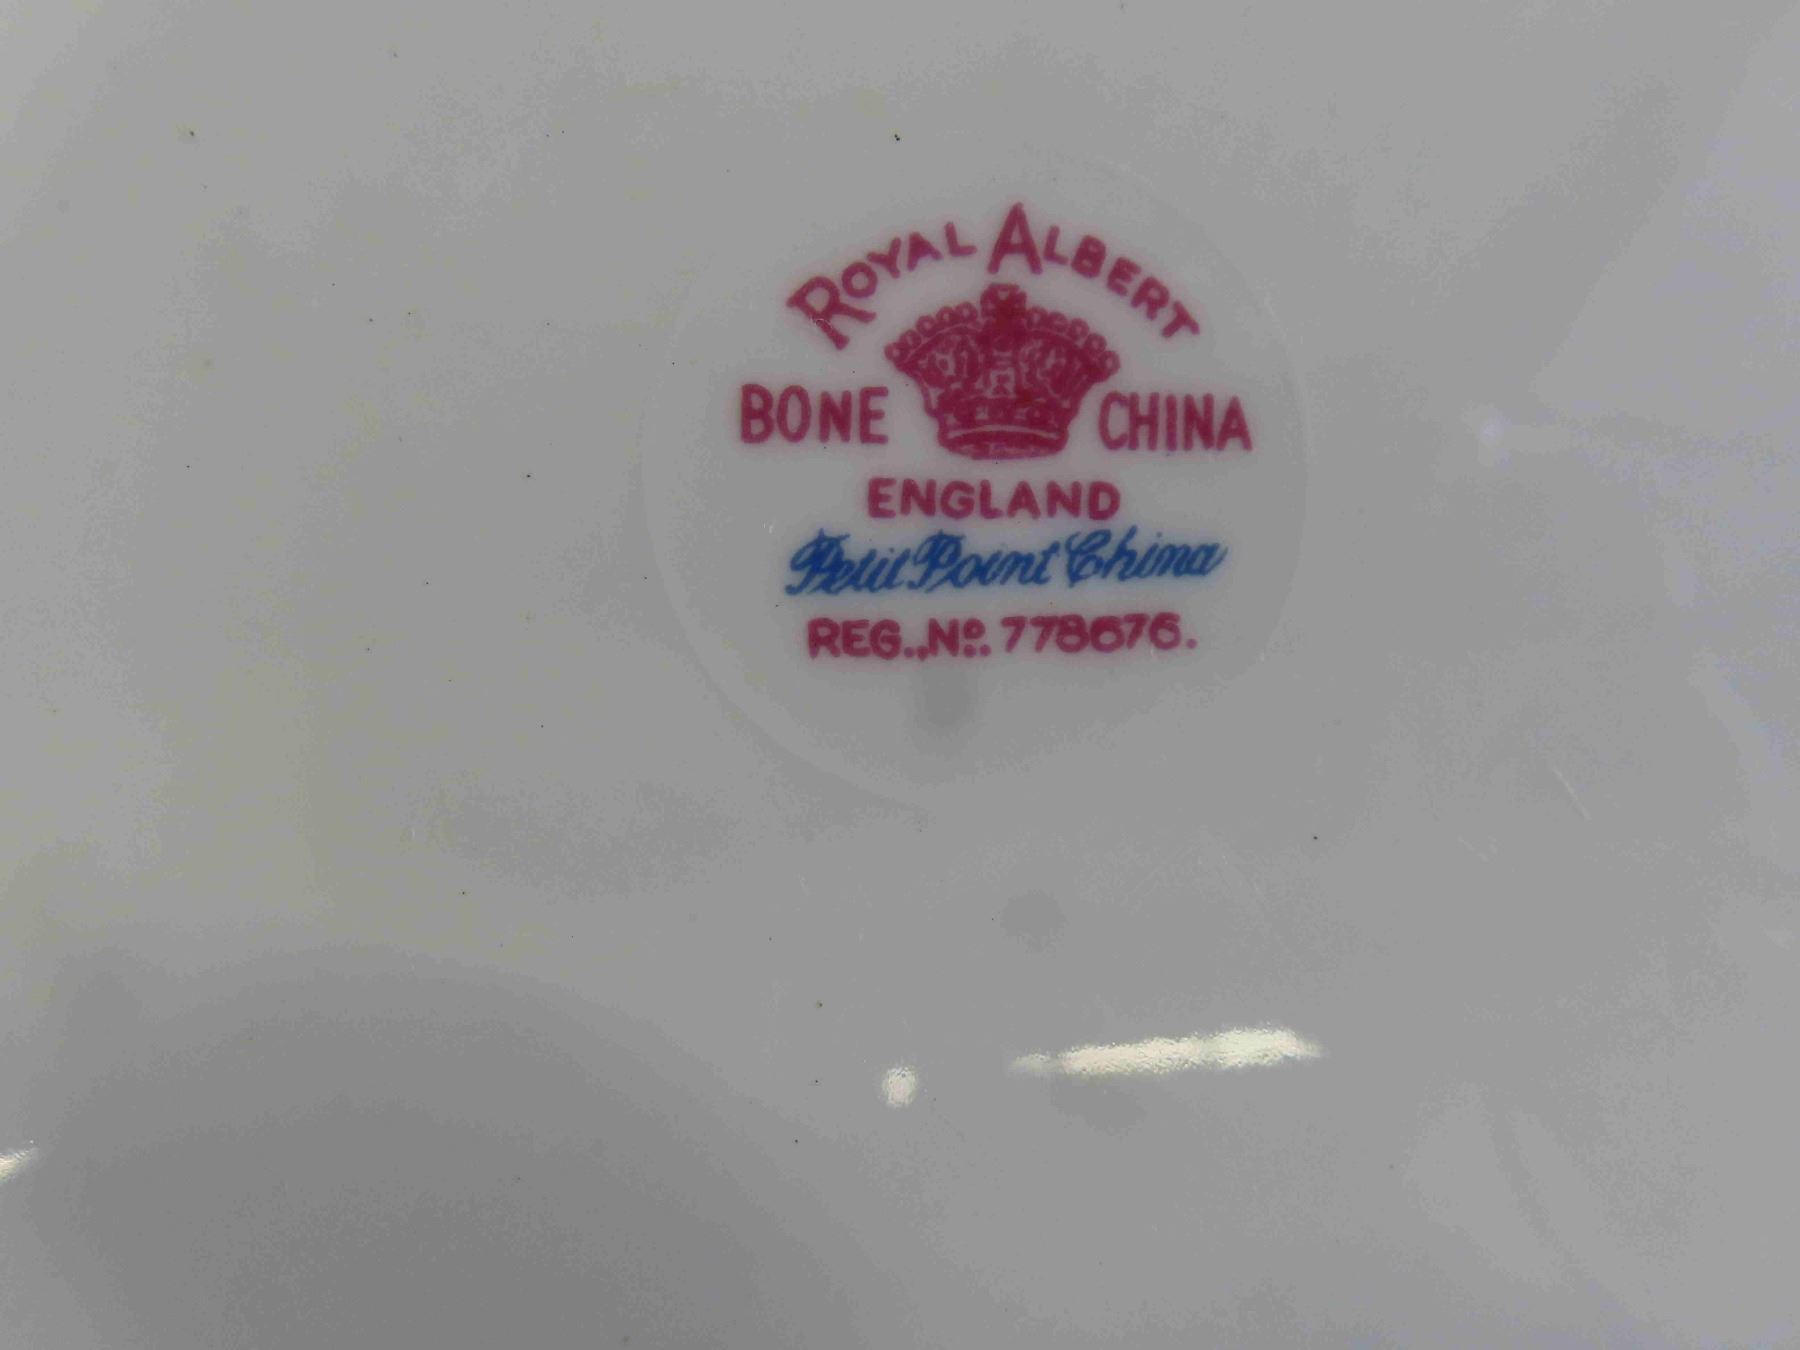 ROYAL ALBERT
BONE CHINA
ENGLAND
Petit Point China
REG., Nº. 778676.